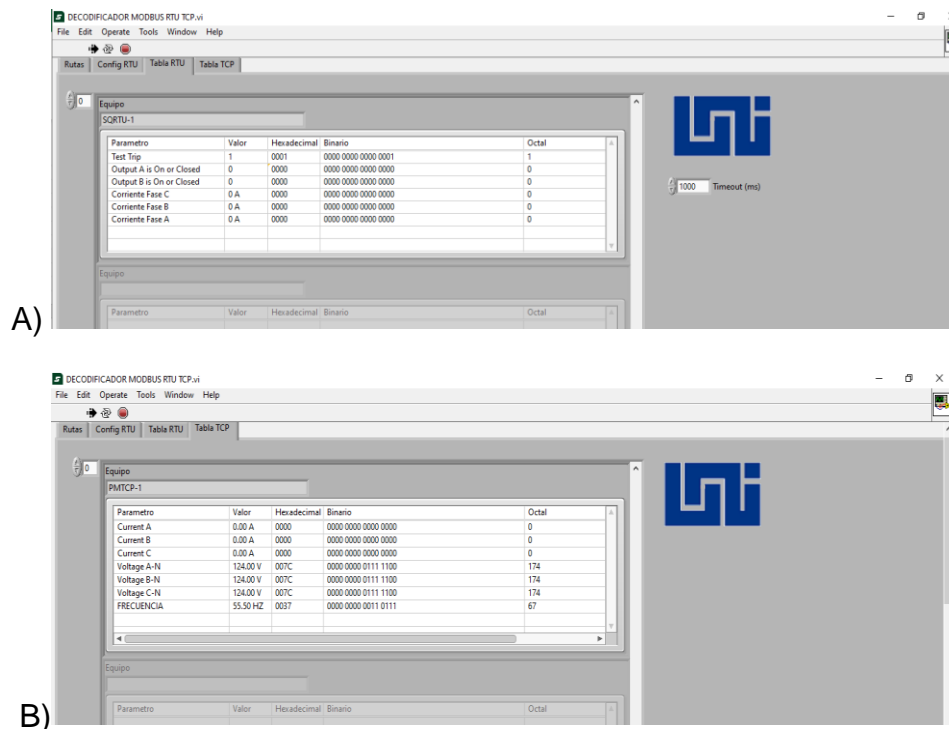 DECODIFICADOR MODBUS RTU TCP.vi
File Edit Operate Tools Window Help
Rutas Config RTU Tabla RTU Tabla TCP
0 Equipo
SQRTU-1
Parametro Valor Hexadecimal Binario Octal
Test Trip 1 0001 0000 0000 0000 0001 1
Output A is On or Closed 0 0000 0000 0000 0000 0000 0
Output B is On or Closed 0 0000 0000 0000 0000 0000 0
Corriente Fase C 0 A 0000 0000 0000 0000 0000 0
Corriente Fase B 0 A 0000 0000 0000 0000 0000 0
Corriente Fase A 0 A 0000 0000 0000 0000 0000 0
uni
1000 Timeout (ms)
Equipo
Parametro Valor Hexadecimal Binario Octal
A)
DECODIFICADOR MODBUS RTU TCP.vi
File Edit Operate Tools Window Help
Rutas Config RTU Tabla RTU Tabla TCP
0 Equipo
PMTCP-1
Parametro Valor Hexadecimal Binario Octal
Current A 0.00 A 0000 0000 0000 0000 0000 0
Current B 0.00 A 0000 0000 0000 0000 0000 0
Current C 0.00 A 0000 0000 0000 0000 0000 0
Voltage A-N 124.00 V 007C 0000 0000 0111 1100 174
Voltage B-N 124.00 V 007C 0000 0000 0111 1100 174
Voltage C-N 124.00 V 007C 0000 0000 0111 1100 174
FRECUENCIA 55.50 HZ 0037 0000 0000 0011 0111 67
uni
Equipo
Parametro Valor Hexadecimal Binario Octal
B)